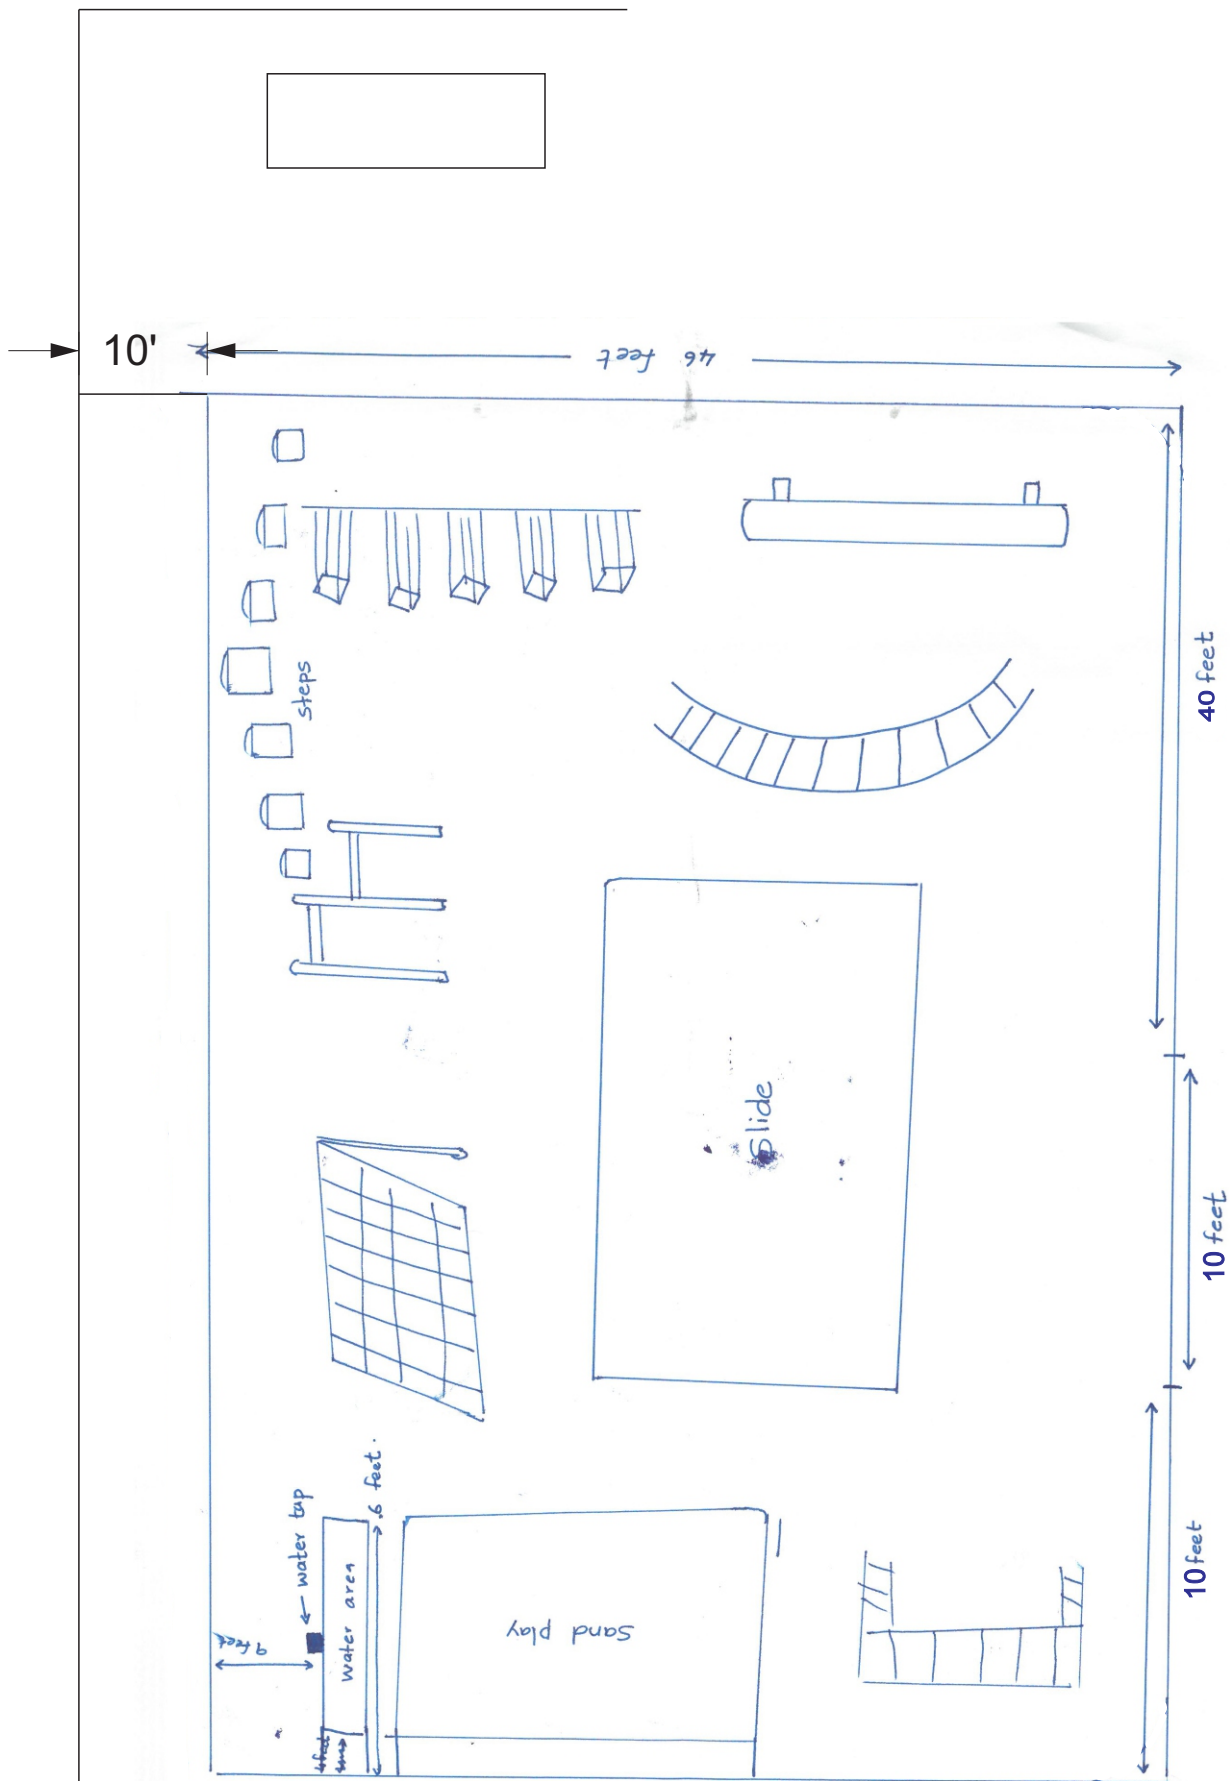 10'
46 feet
steps
40 feet
slide
10 feet
6 feet.
← water tap
water area
9 feet
Sand play
10 feet